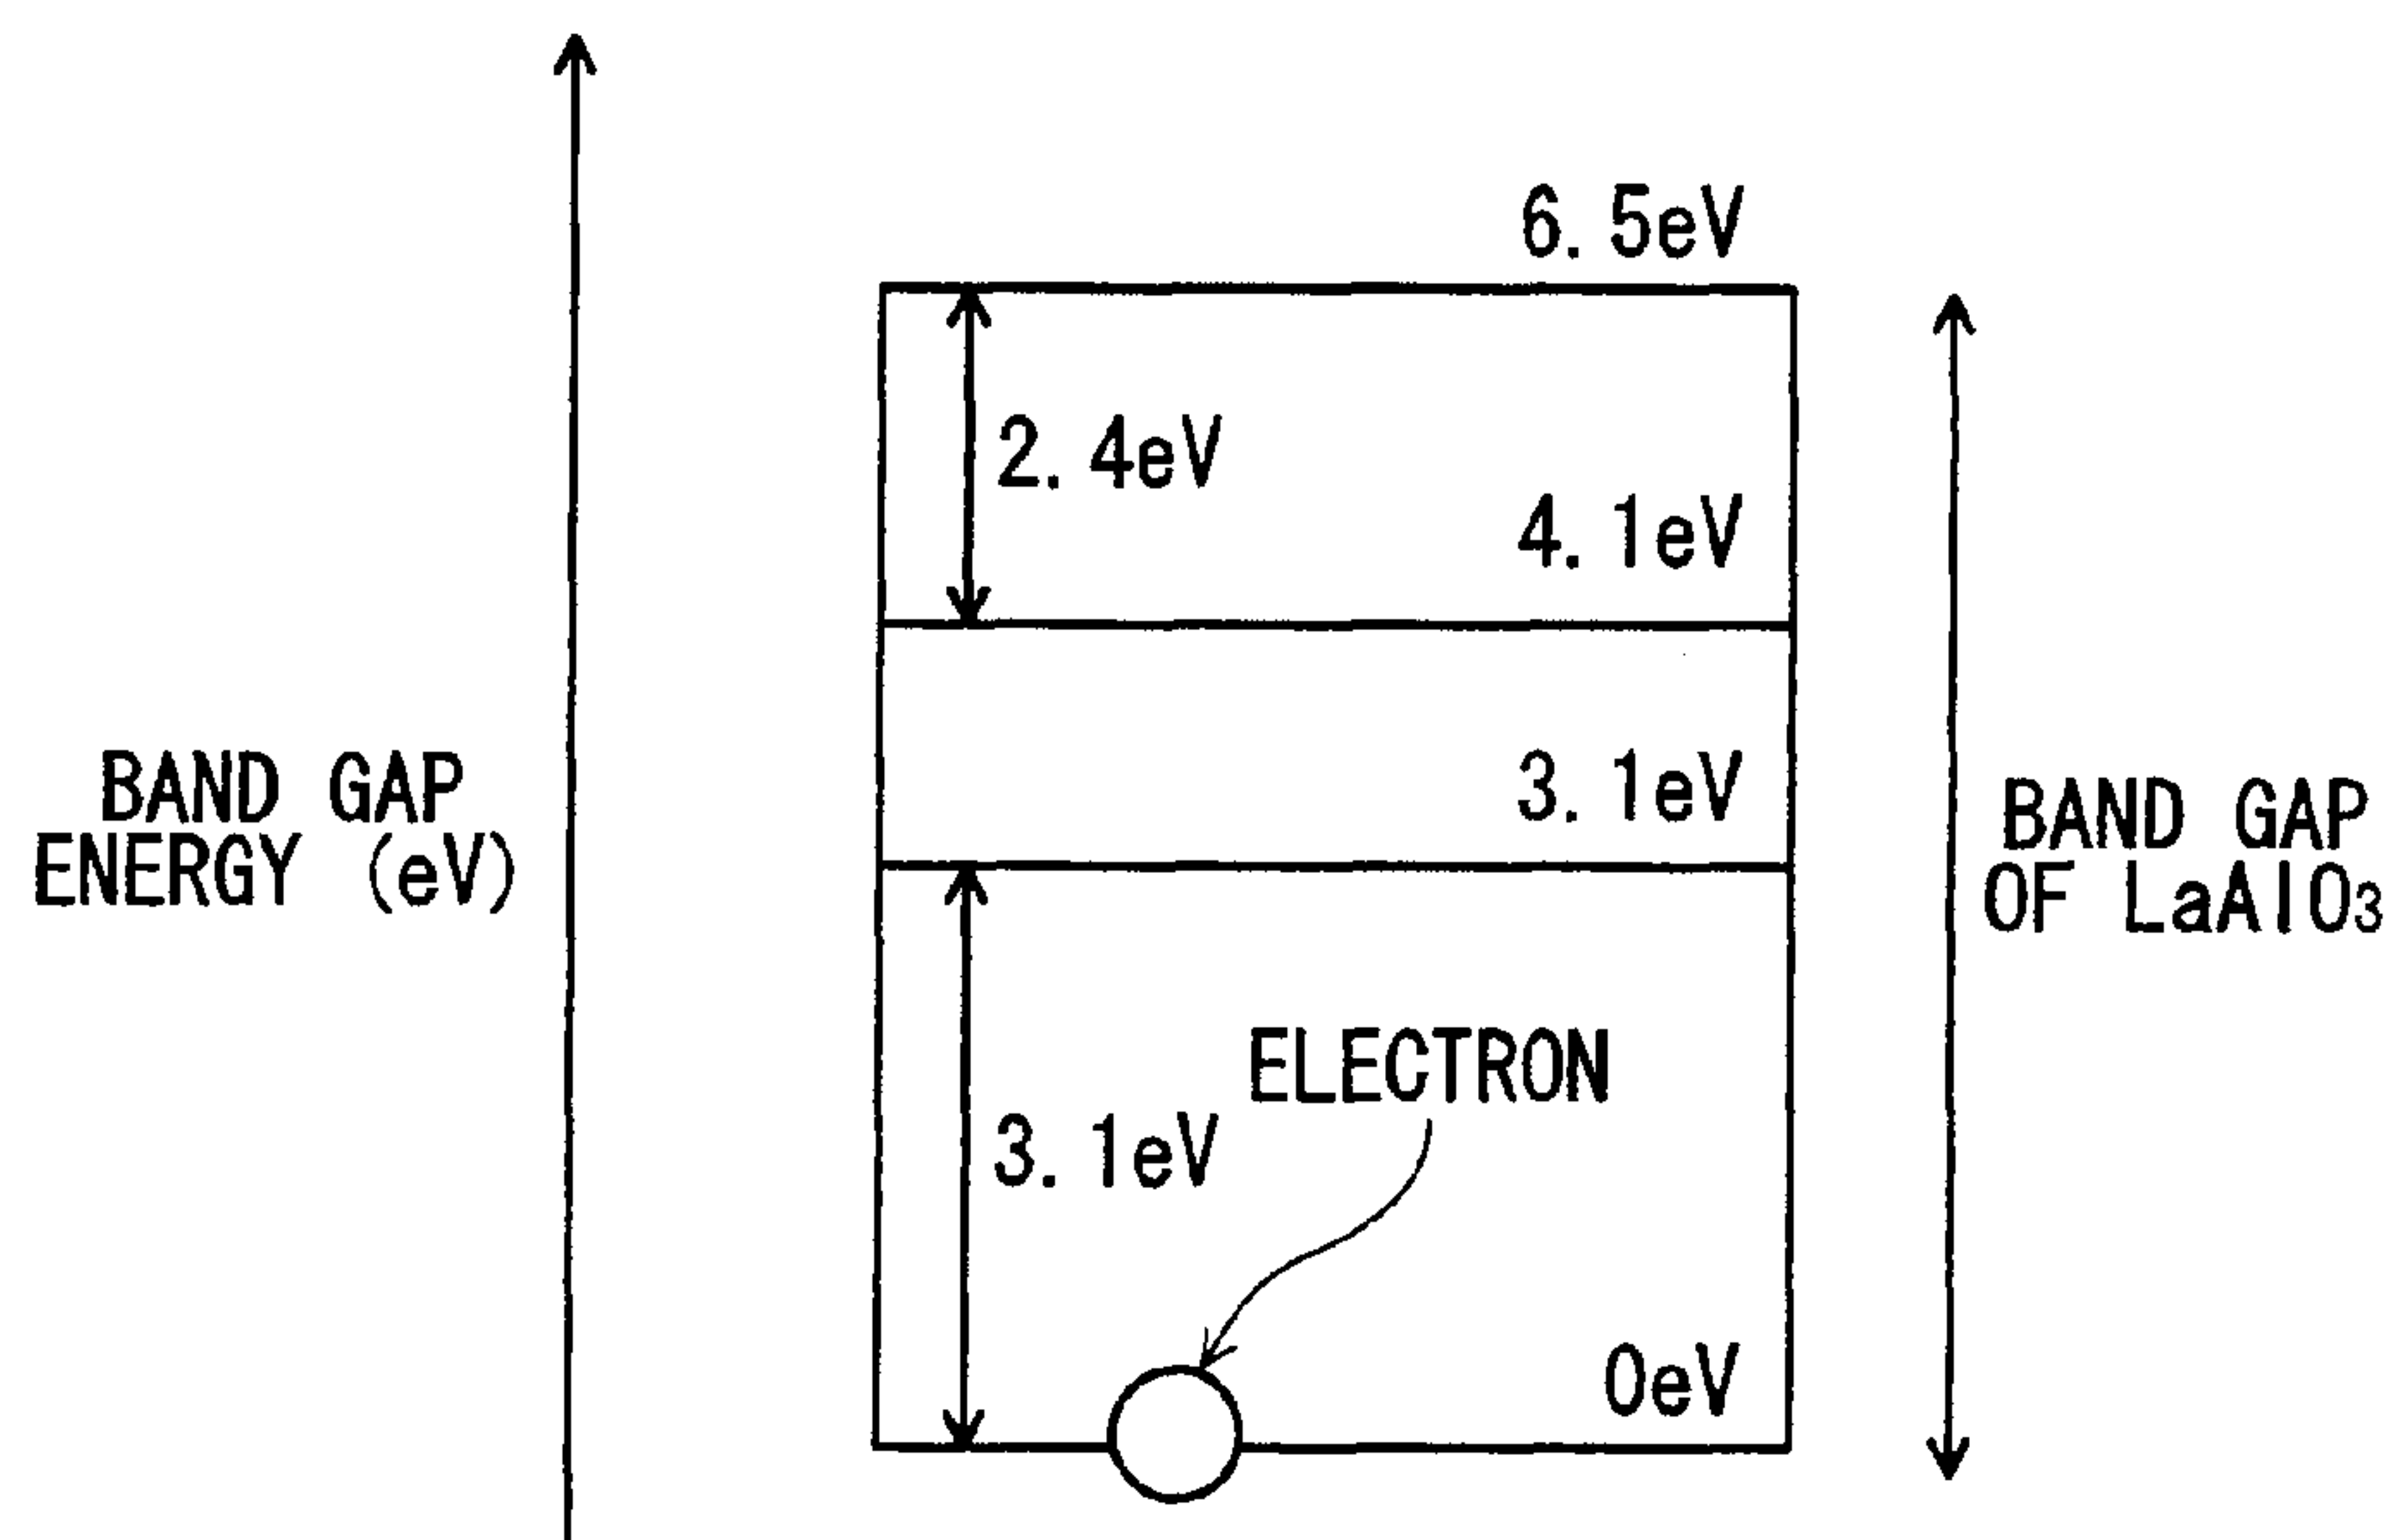 6. 5eV
2. 4eV
4. 1eV
BAND GAP
ENERGY (eV)
3. 1eV
BAND GAP
OF LaAlO₃
ELECTRON
3. 1eV
0eV